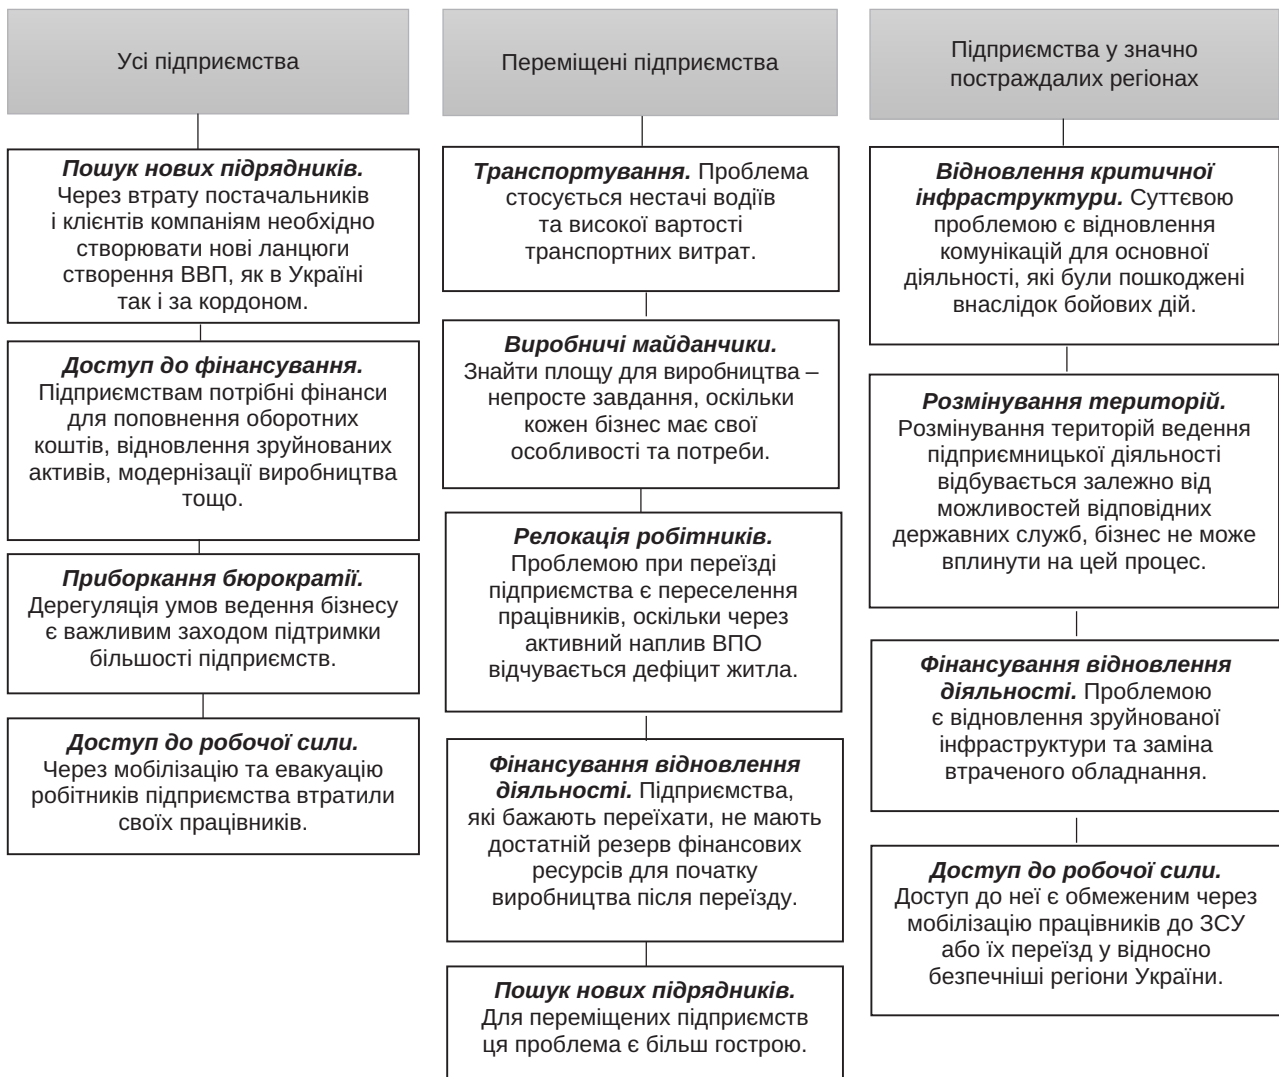 Усі підприємства
Пошук нових підрядників.
Через втрату постачальників
і клієнтів компаніям необхідно
створювати нові ланцюги
створення ВВП, як в Україні
так і за кордоном.
Доступ до фінансування.
Підприємствам потрібні фінанси
для поповнення оборотних
коштів, відновлення зруйнованих
активів, модернізації виробництва
тощо.
Приборкання бюрократії.
Дерегуляція умов ведення бізнесу
є важливим заходом підтримки
більшості підприємств.
Доступ до робочої сили.
Через мобілізацію та евакуацію
робітників підприємства втратили
своїх працівників.
Переміщені підприємства
Транспортування. Проблема
стосується нестачі водіїв
та високої вартості
транспортних витрат.
Виробничі майданчики.
Знайти площу для виробництва –
непросте завдання, оскільки
кожен бізнес має свої
особливості та потреби.
Релокація робітників.
Проблемою при переїзді
підприємства є переселення
працівників, оскільки через
активний наплив ВПО
відчувається дефіцит житла.
Фінансування відновлення
діяльності. Підприємства,
які бажають переїхати, не мають
достатній резерв фінансових
ресурсів для початку
виробництва після переїзду.
Пошук нових підрядників.
Для переміщених підприємств
ця проблема є більш гострою.
Підприємства у значно
постраждалих регіонах
Відновлення критичної
інфраструктури. Суттєвою
проблемою є відновлення
комунікацій для основної
діяльності, які були пошкоджені
внаслідок бойових дій.
Розмінування територій.
Розмінування територій ведення
підприємницької діяльності
відбувається залежно від
можливостей відповідних
державних служб, бізнес не може
вплинути на цей процес.
Фінансування відновлення
діяльності. Проблемою
є відновлення зруйнованої
інфраструктури та заміна
втраченого обладнання.
Доступ до робочої сили.
Доступ до неї є обмеженим через
мобілізацію працівників до ЗСУ
або їх переїзд у відносно
безпечніші регіони України.